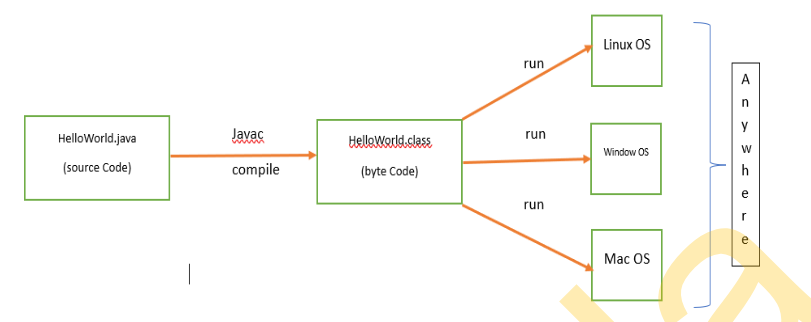 HelloWorld.java
(source Code)
Javac
compile
HelloWorld.class
(byte Code)
run
run
run
Linux OS
Window OS
Mac OS
A
n
y
w
h
e
r
e